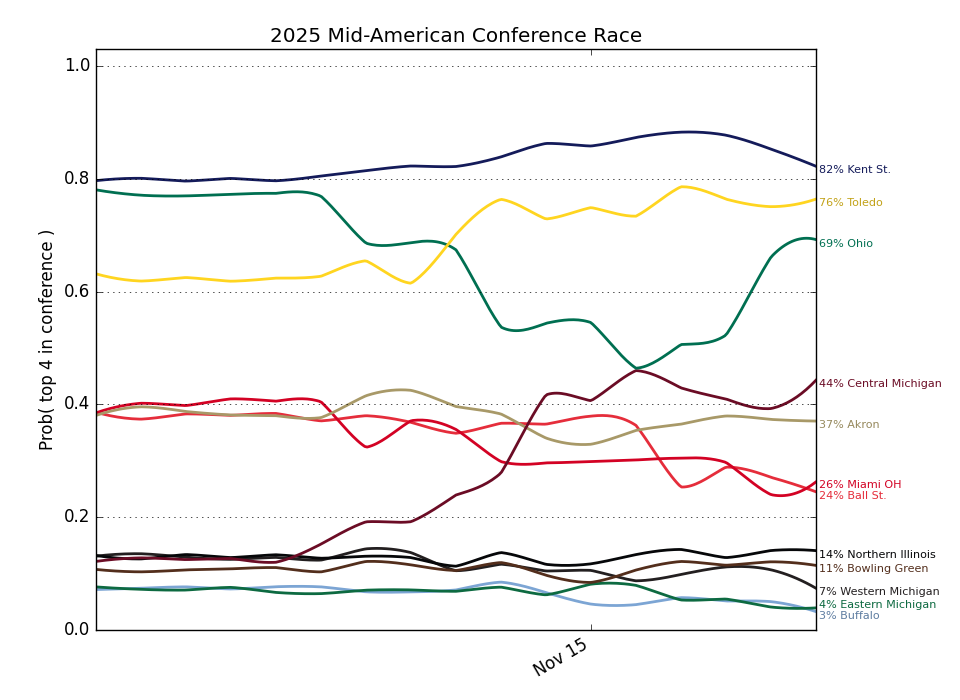 2025 Mid-American Conference Race
Prob( top 4 in conference )
1.0
0.8
0.6
0.4
0.2
0.0
Nov 15
82% Kent St.
76% Toledo
69% Ohio
44% Central Michigan
37% Akron
26% Miami OH
24% Ball St.
14% Northern Illinois
11% Bowling Green
7% Western Michigan
4% Eastern Michigan
3% Buffalo